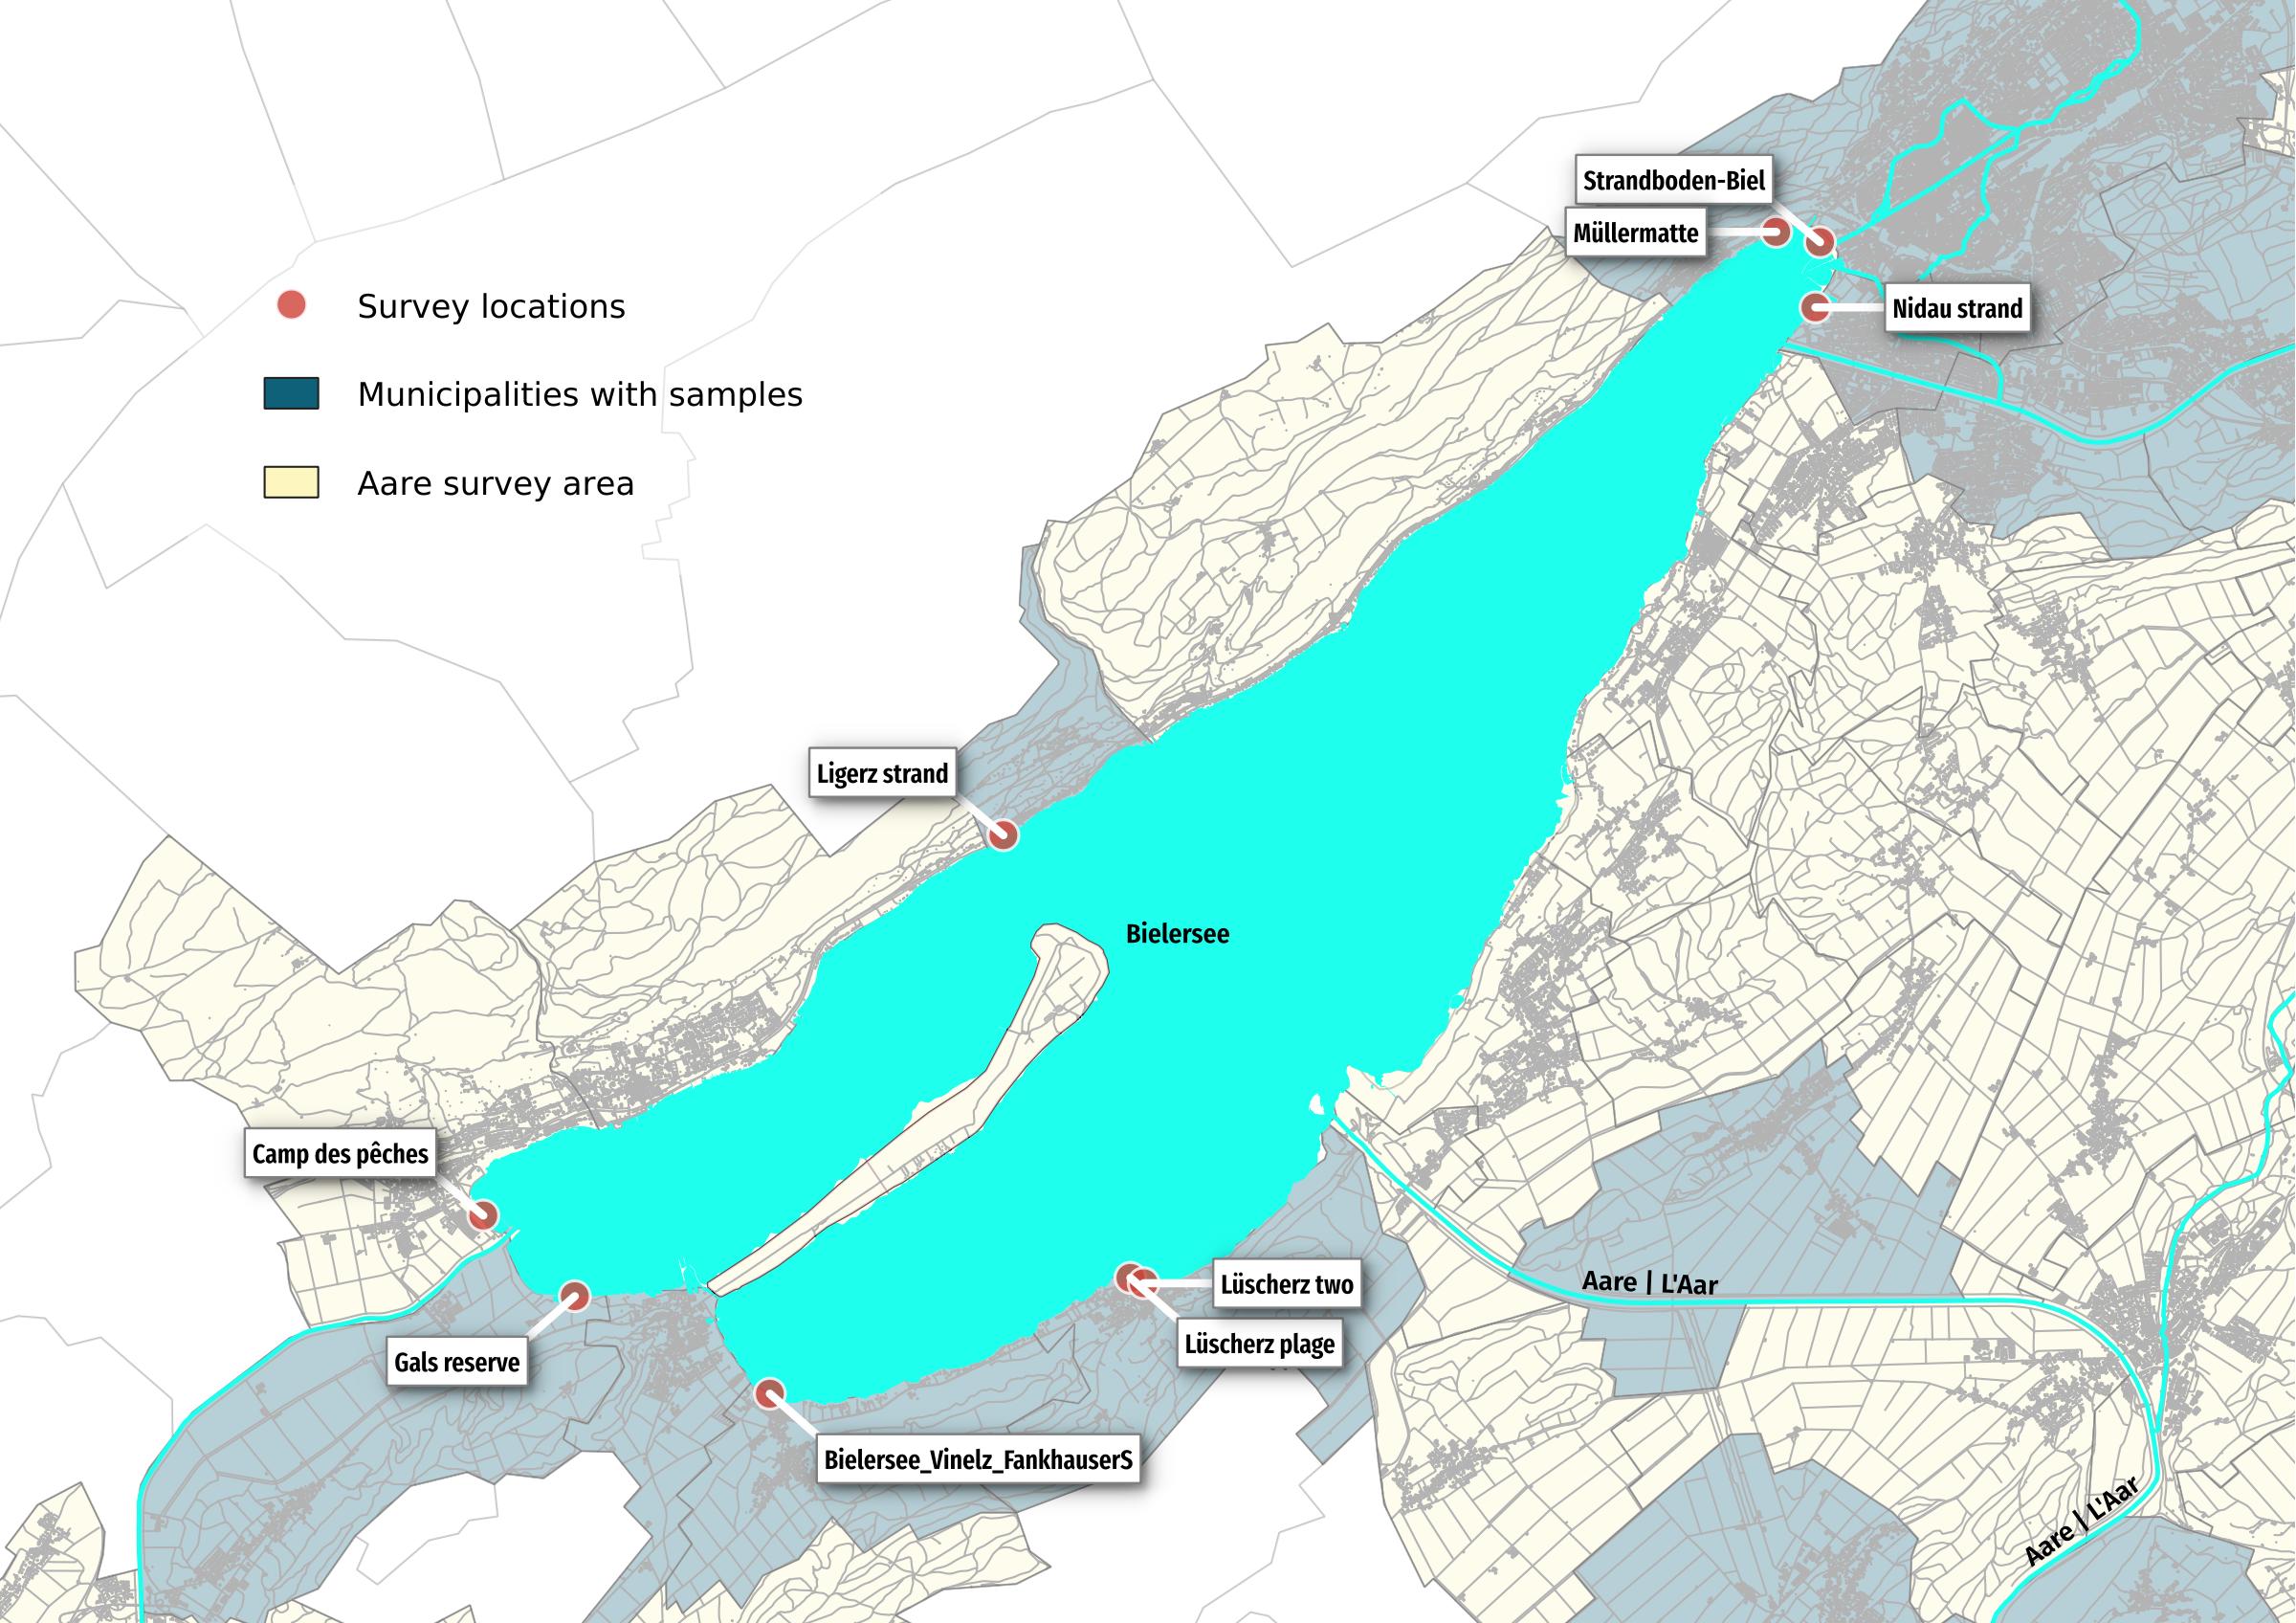 Strandboden-Biel
Müllermatte
Nidau strand
Survey locations
Municipalities with samples
Aare survey area
Ligerz strand
Bielersee
Camp des pêches
Lüscherz two
Aare | L'Aar
Lüscherz plage
Gals reserve
Bielersee_Vinelz_FankhauserS
Aare | L'Aar